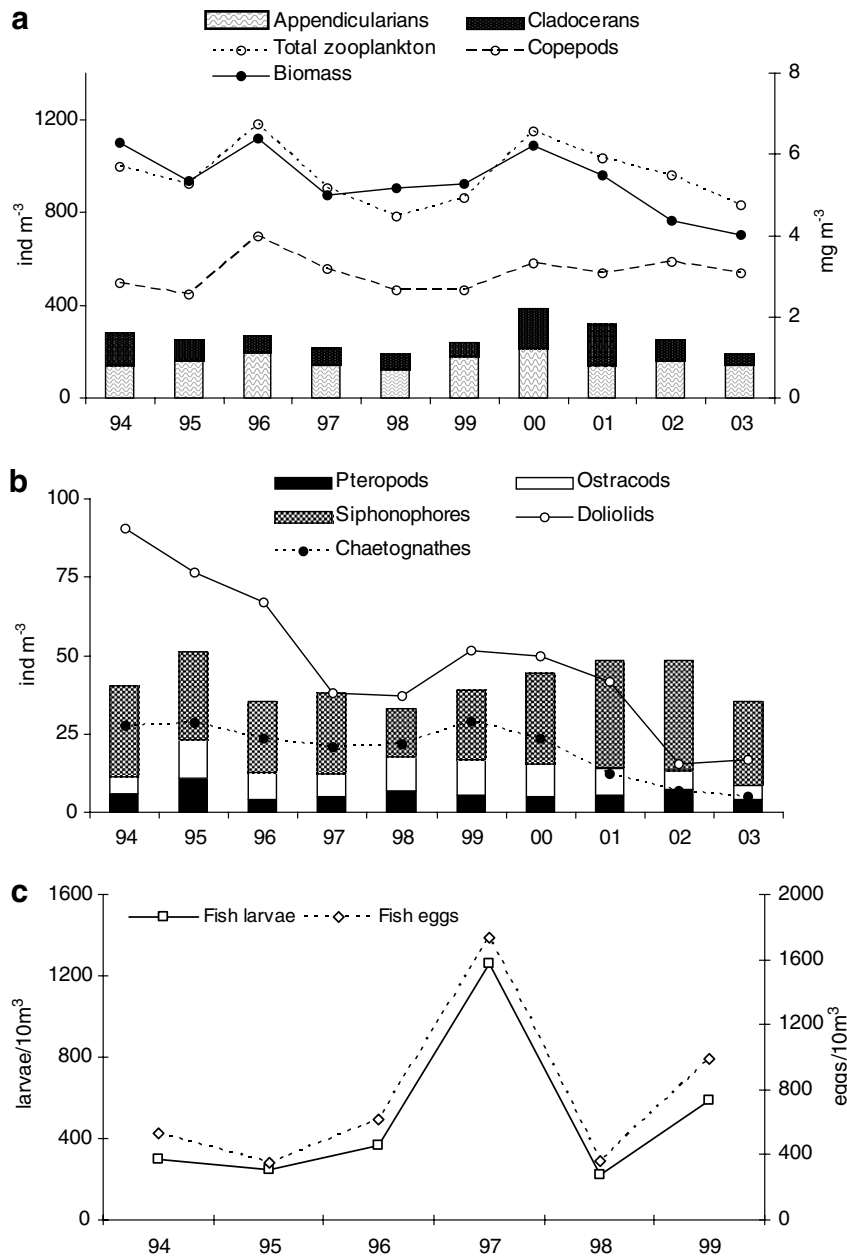 a
Appendicularians Cladocerans
Total zooplankton Copepods
Biomass
ind m-3
1200
800
400
0
8
6
4
2
0
mg m-3
94 95 96 97 98 99 00 01 02 03
b
Pteropods Ostracods
Siphonophores Doliolids
Chaetognathes
ind m-3
100
75
50
25
0
94 95 96 97 98 99 00 01 02 03
c
Fish larvae Fish eggs
larvae/10m3
1600
1200
800
400
0
2000
1600
1200
800
400
0
eggs/10m3
94 95 96 97 98 99